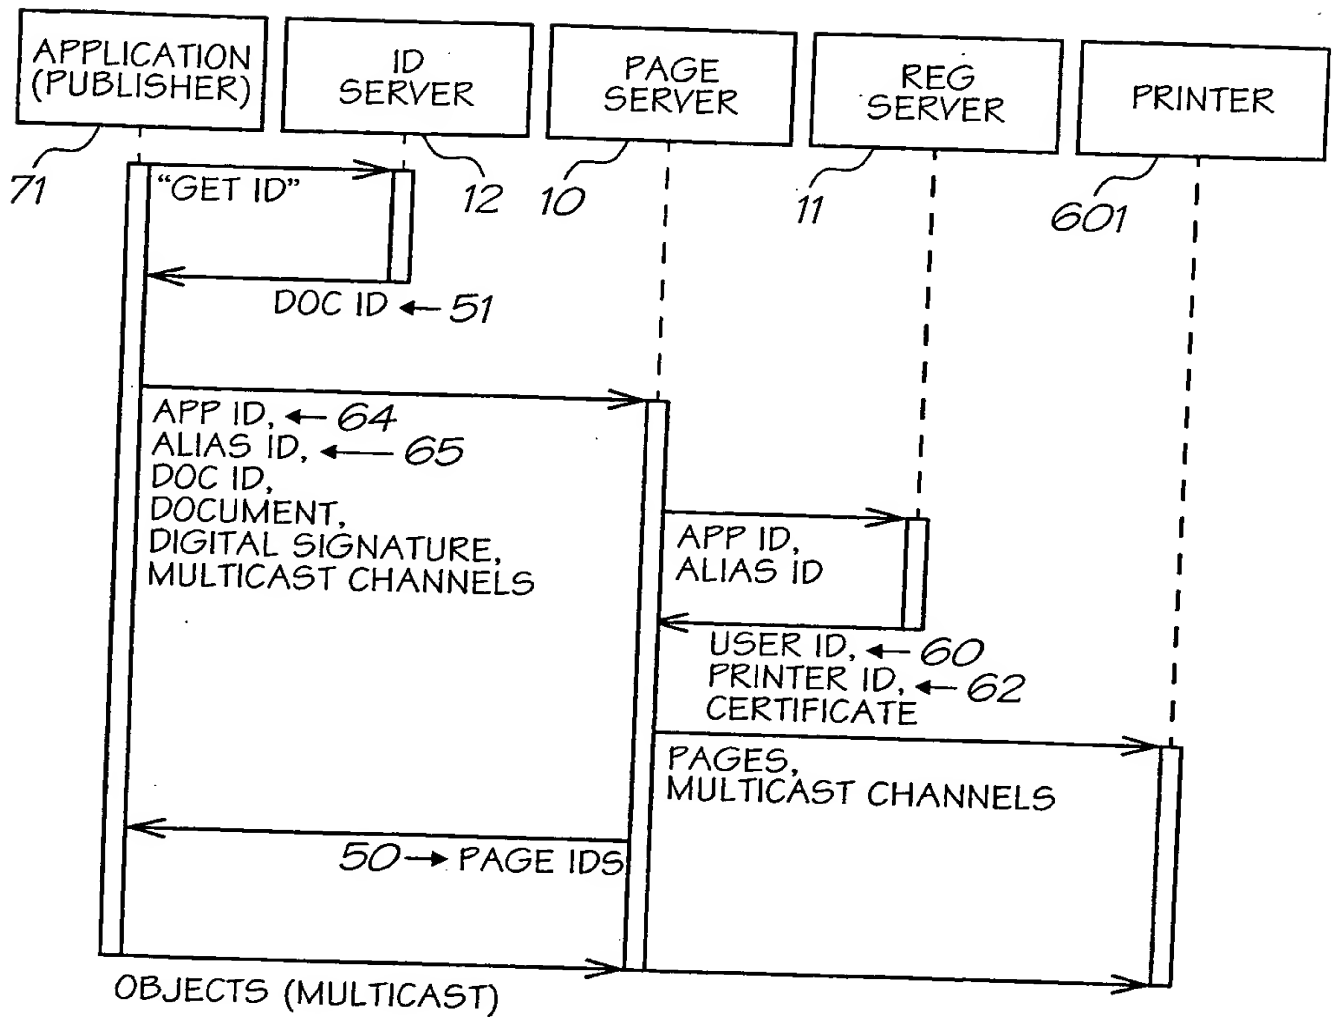 APPLICATION
(PUBLISHER)
ID
SERVER
PAGE
SERVER
REG
SERVER
PRINTER
71
12
10
11
601
“GET ID”
DOC ID ← 51
APP ID, ← 64
ALIAS ID, ← 65
DOC ID,
DOCUMENT,
DIGITAL SIGNATURE,
MULTICAST CHANNELS
APP ID,
ALIAS ID
USER ID, ← 60
PRINTER ID, ← 62
CERTIFICATE
PAGES,
MULTICAST CHANNELS
50 → PAGE IDS
OBJECTS (MULTICAST)